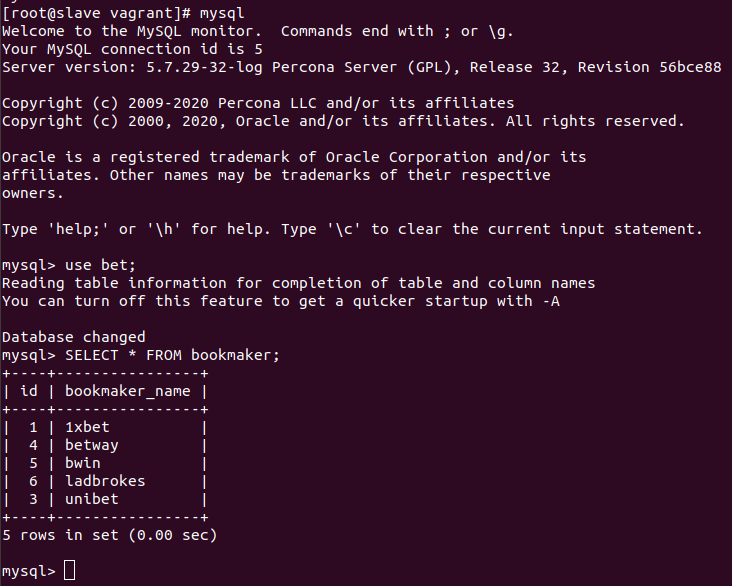 [root@slave vagrant]# mysql
Welcome to the MySQL monitor.  Commands end with ; or \g.
Your MySQL connection id is 5
Server version: 5.7.29-32-log Percona Server (GPL), Release 32, Revision 56bce88

Copyright (c) 2009-2020 Percona LLC and/or its affiliates
Copyright (c) 2000, 2020, Oracle and/or its affiliates. All rights reserved.

Oracle is a registered trademark of Oracle Corporation and/or its
affiliates. Other names may be trademarks of their respective
owners.

Type 'help;' or '\h' for help. Type '\c' to clear the current input statement.

mysql> use bet;
Reading table information for completion of table and column names
You can turn off this feature to get a quicker startup with -A

Database changed
mysql> SELECT * FROM bookmaker;
+----+----------------+
| id | bookmaker_name |
+----+----------------+
|  1 | 1xbet          |
|  4 | betway         |
|  5 | bwin           |
|  6 | ladbrokes      |
|  3 | unibet         |
+----+----------------+
5 rows in set (0.00 sec)

mysql>